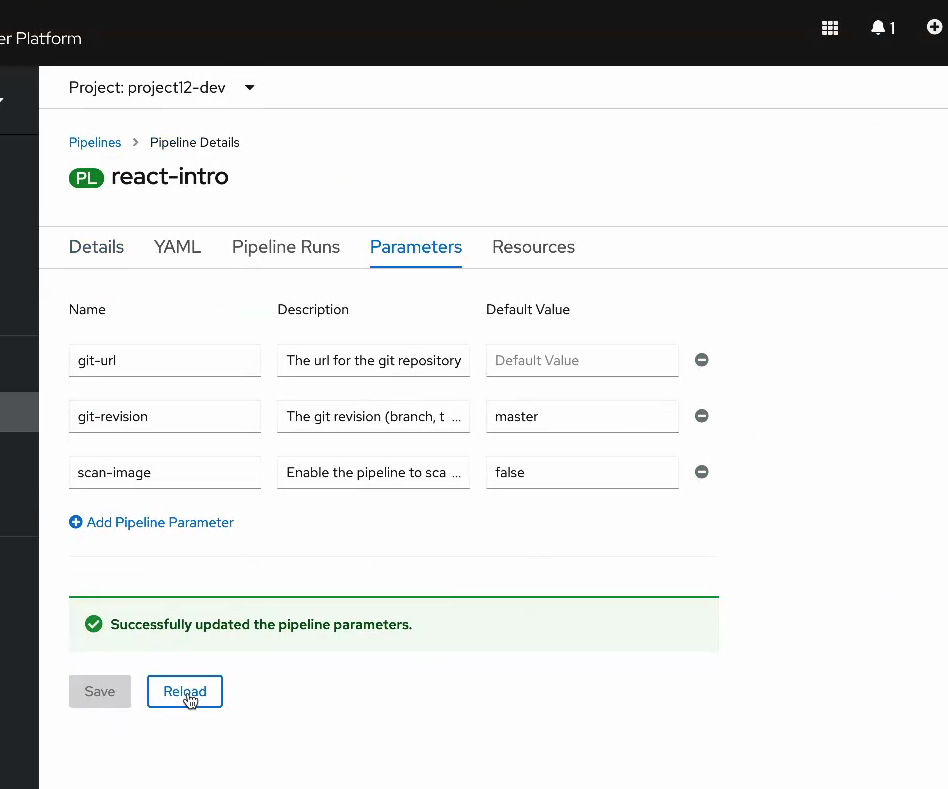 er Platform
1
Project: project12-dev
Pipelines > Pipeline Details
PL react-intro
Details YAML Pipeline Runs Parameters Resources
Name Description Default Value
git-url The url for the git repository Default Value
git-revision The git revision (branch, t ... master
scan-image Enable the pipeline to sca ... false
Add Pipeline Parameter
Successfully updated the pipeline parameters.
Save Reload